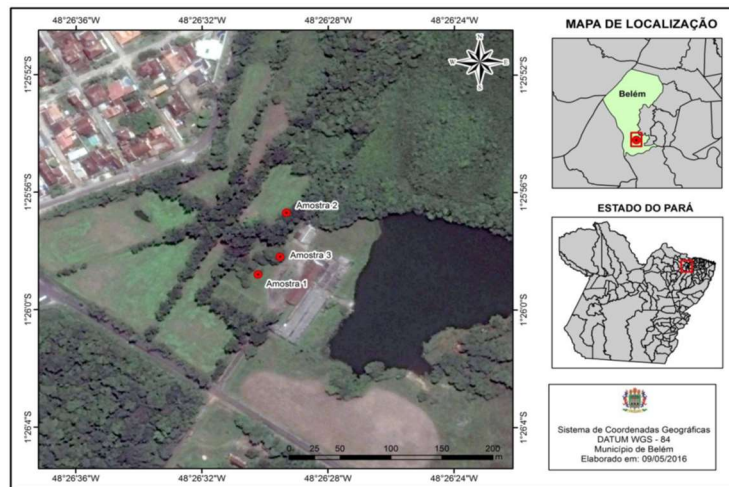 48°26'36"W 48°26'32"W 48°26'28"W 48°26'24"W
1°25'52"S
1°25'56"S
1°26'0"S
1°26'4"S
1°25'52"S
1°25'56"S
1°26'0"S
1°26'4"S
N
W E
S
Amostra 2
Amostra 3
Amostra 1
0 25 50 100 150 200
m
48°26'36"W 48°26'32"W 48°26'28"W 48°26'24"W
MAPA DE LOCALIZAÇÃO
Belém
ESTADO DO PARÁ
Sistema de Coordenadas Geográficas
DATUM WGS - 84
Município de Belém
Elaborado em: 09/05/2016